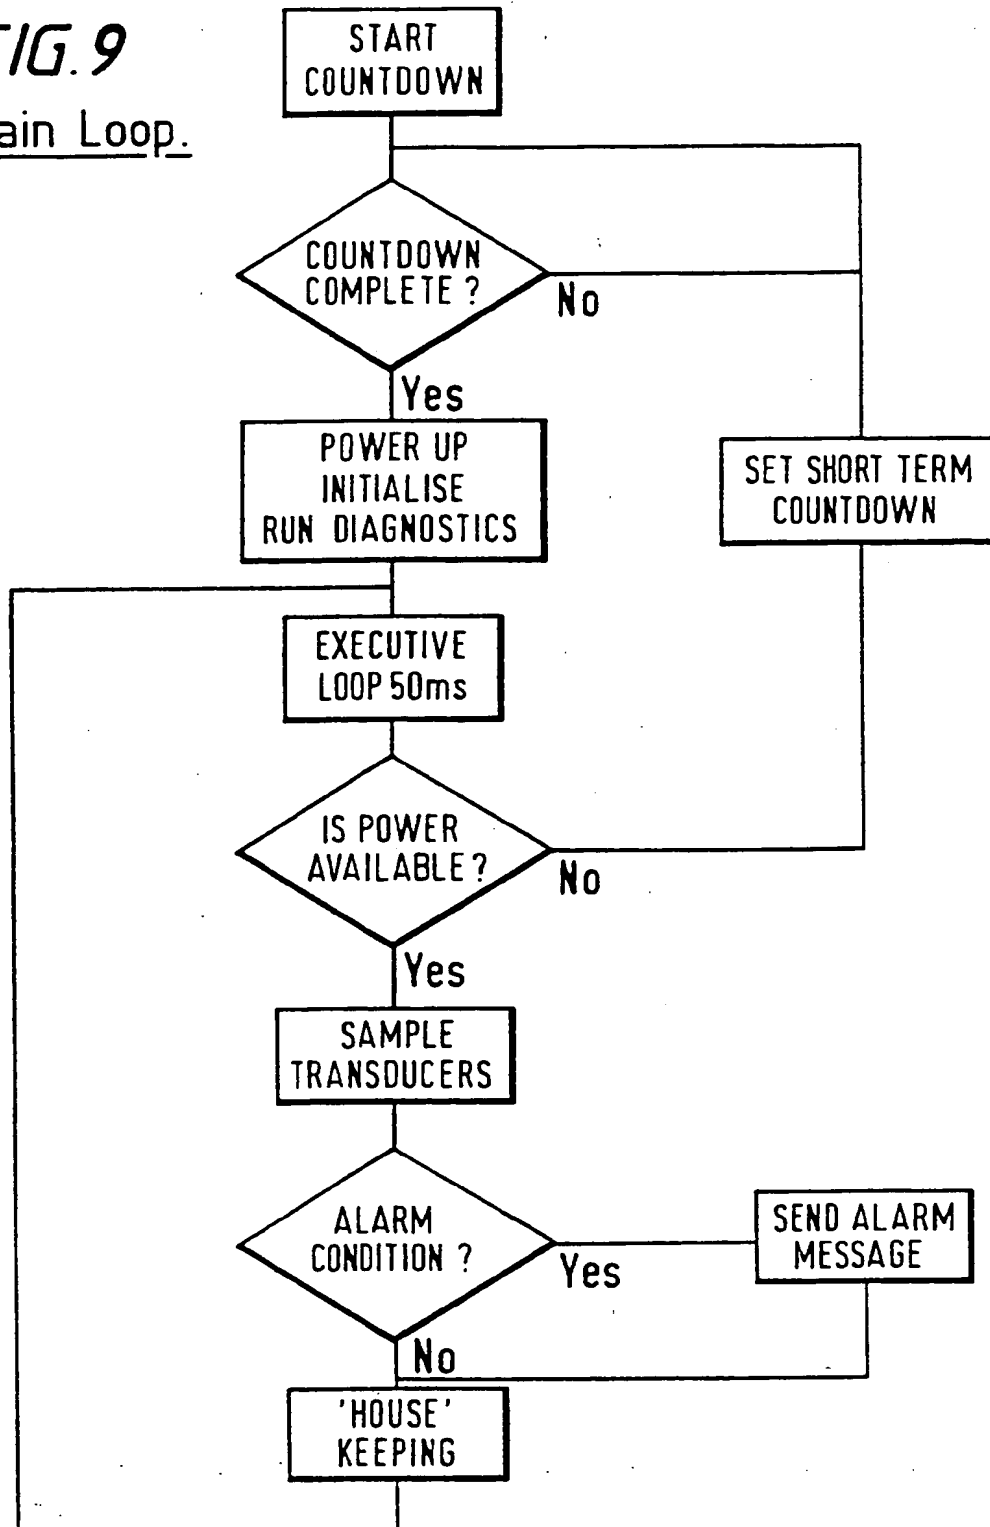 FIG. 9
ain Loop.
START
COUNTDOWN
COUNTDOWN
COMPLETE ?
No
Yes
POWER UP
INITIALISE
RUN DIAGNOSTICS
SET SHORT TERM
COUNTDOWN
EXECUTIVE
LOOP 50ms
IS POWER
AVAILABLE ?
No
Yes
SAMPLE
TRANSDUCERS
ALARM
CONDITION ?
Yes
SEND ALARM
MESSAGE
No
'HOUSE'
KEEPING